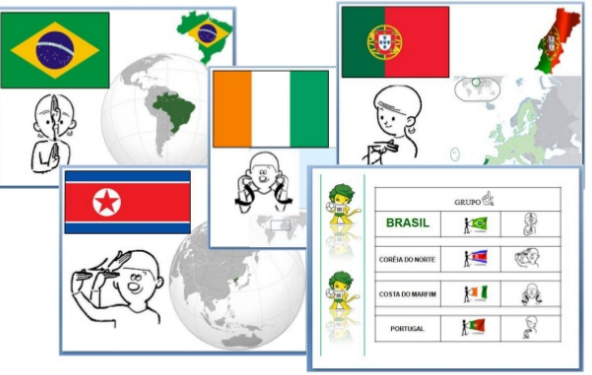 GRUPO
BRASIL
CORÉIA DO NORTE
COSTA DO MARFIM
PORTUGAL